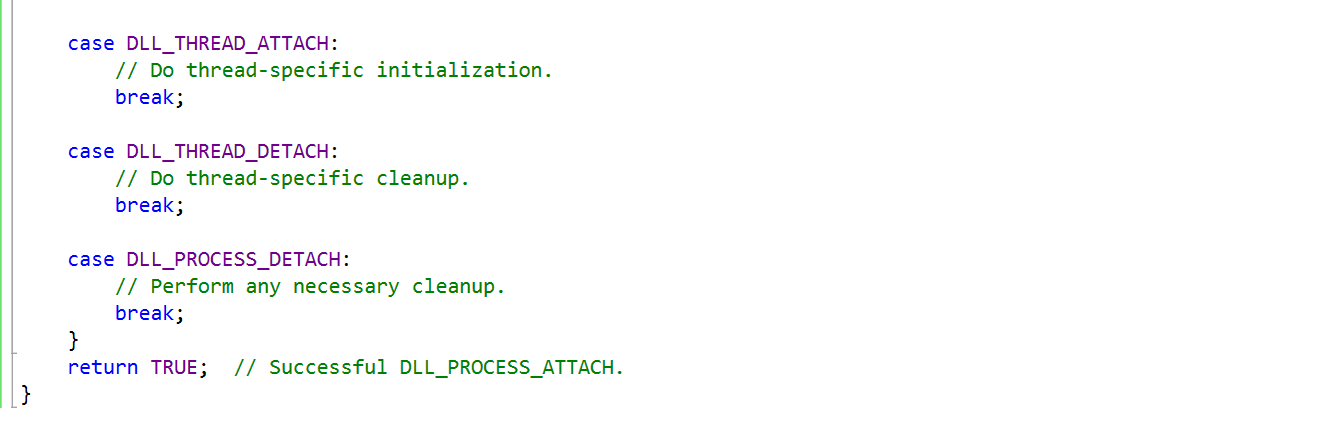 case DLL_THREAD_ATTACH:
// Do thread-specific initialization.
break;
case DLL_THREAD_DETACH:
// Do thread-specific cleanup.
break;
case DLL_PROCESS_DETACH:
// Perform any necessary cleanup.
break;
}
return TRUE;  // Successful DLL_PROCESS_ATTACH.
}